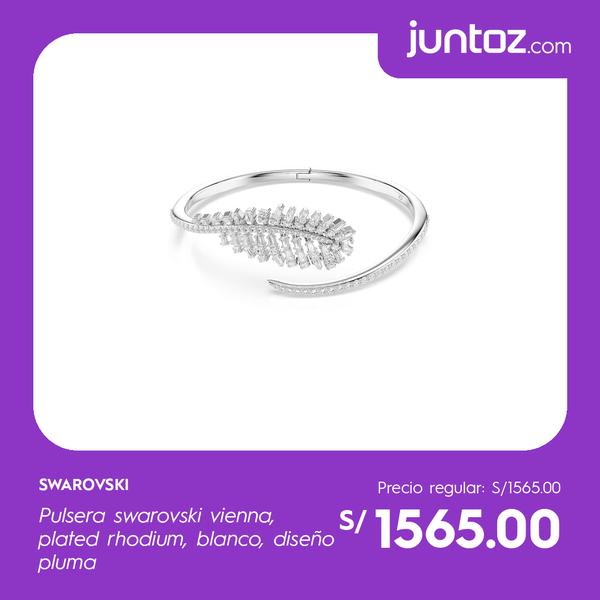 juntoz.com
SWAROVSKI
Pulsera swarovski vienna,
plated rhodium, blanco, diseño
pluma
Precio regular: S/1565.00
S/1565.00